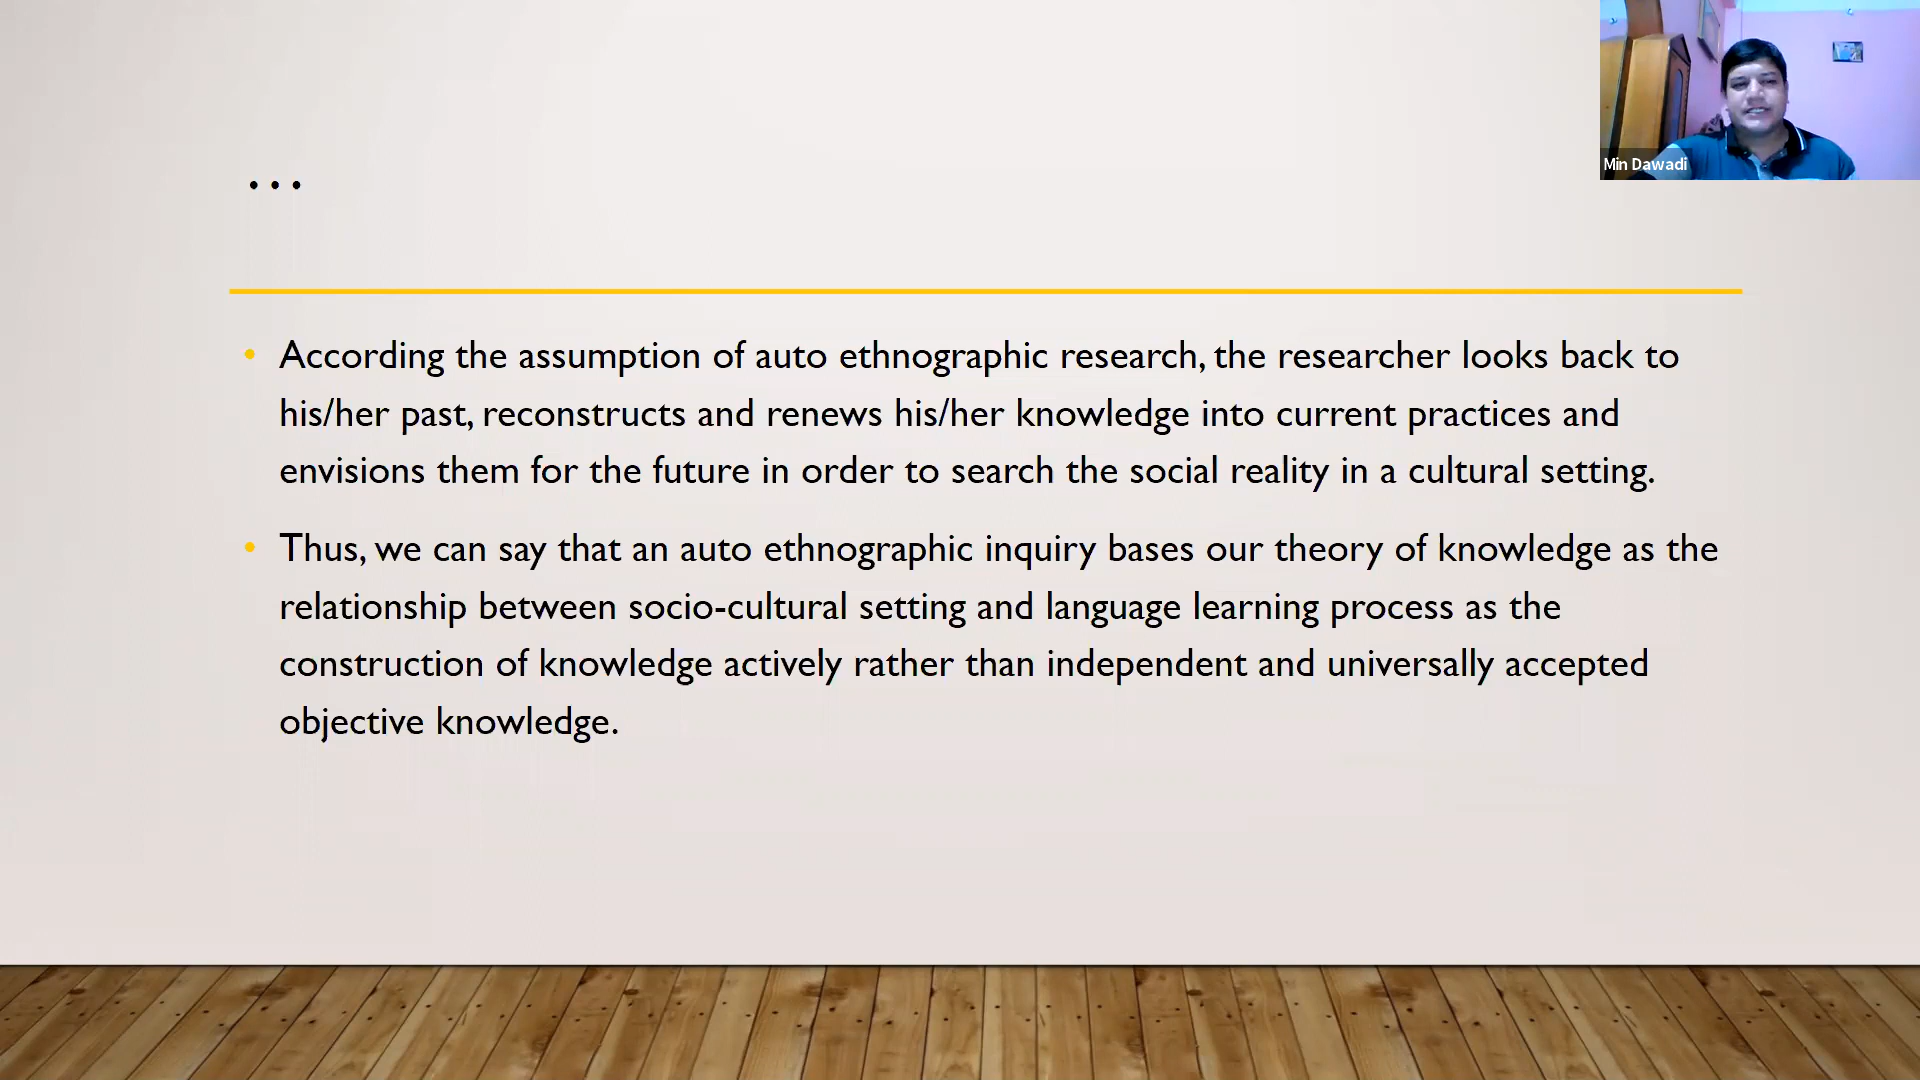 Min Dawadi
...
• According the assumption of auto ethnographic research, the researcher looks back to
his/her past, reconstructs and renews his/her knowledge into current practices and
envisions them for the future in order to search the social reality in a cultural setting.
• Thus, we can say that an auto ethnographic inquiry bases our theory of knowledge as the
relationship between socio-cultural setting and language learning process as the
construction of knowledge actively rather than independent and universally accepted
objective knowledge.